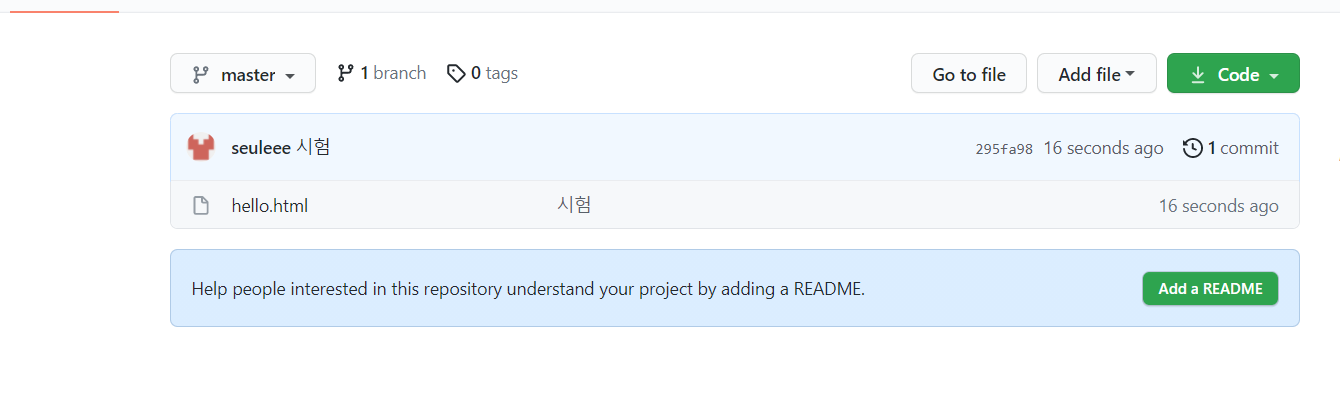 master 1 branch 0 tags Go to file Add file Code
seuleee 시험 295fa98 16 seconds ago 1 commit
hello.html 시험 16 seconds ago
Help people interested in this repository understand your project by adding a README. Add a README